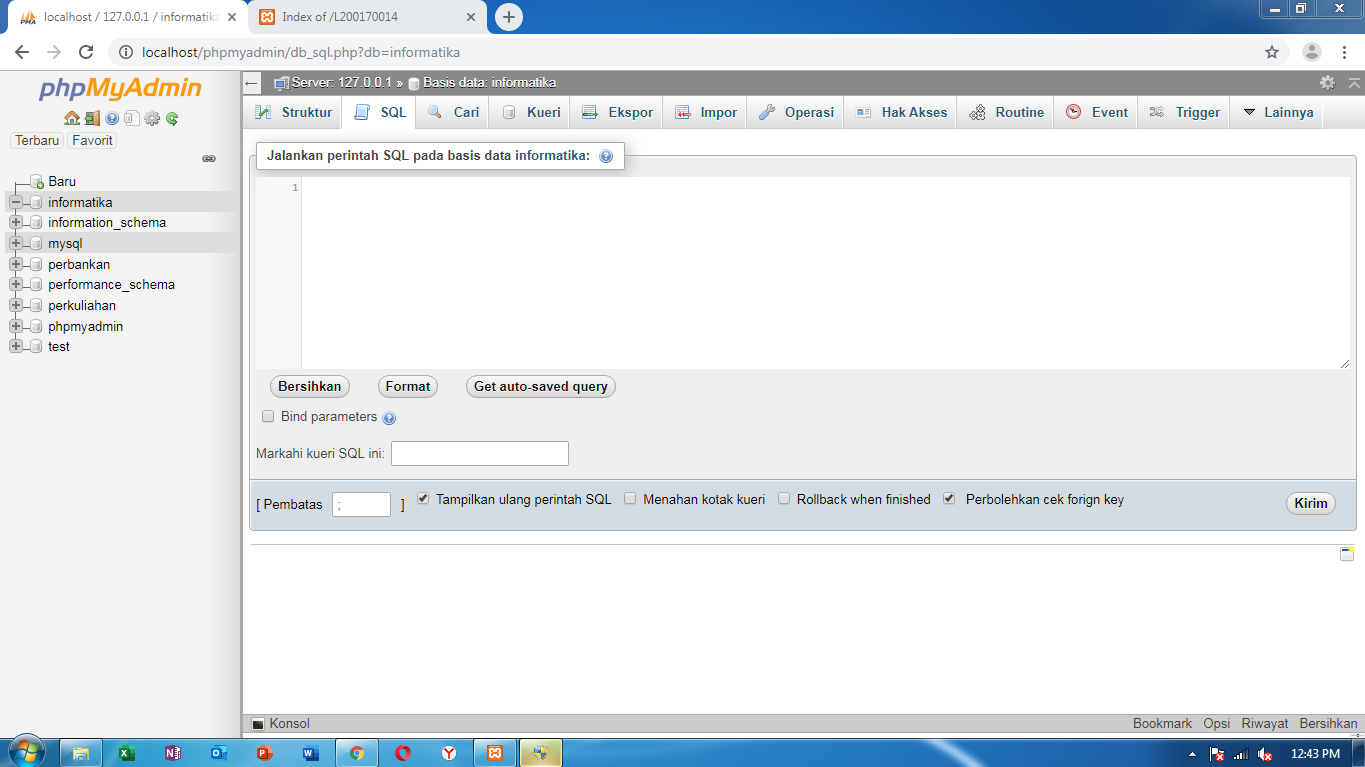 localhost / 127.0.0.1 / informatika
Index of /L200170014
localhost/phpmyadmin/db_sql.php?db=informatika
phpMyAdmin
Terbaru Favorit
Baru
informatika
information_schema
mysql
perbankan
performance_schema
perkuliahan
phpmyadmin
test
Server: 127.0.0.1 » Basis data: informatika
Struktur SQL Cari Kueri Ekspor Impor Operasi Hak Akses Routine Event Trigger Lainnya
Jalankan perintah SQL pada basis data informatika:
1
Bersihkan Format Get auto-saved query
Bind parameters
Markahi kueri SQL ini:
[ Pembatas ; ] Tampilkan ulang perintah SQL Menahan kotak kueri Rollback when finished Perbolehkan cek forign key Kirim
Konsol Bookmark Opsi Riwayat Bersihkan
12:43 PM